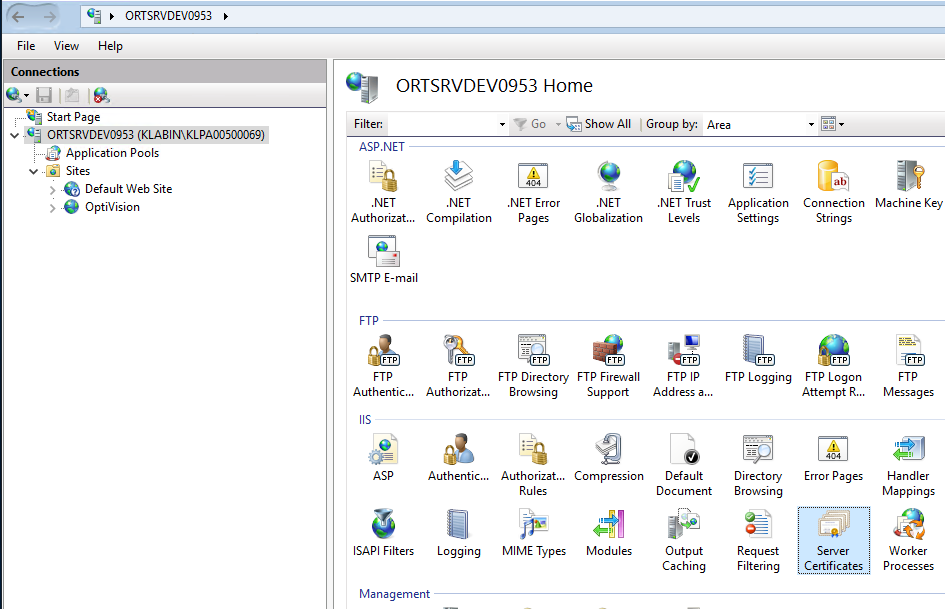 ORTSRVDEV0953
File View Help
Connections
Start Page
ORTSRVDEV0953 (KLABIN\KLPA00500069)
Application Pools
Sites
Default Web Site
OptiVision
ORTSRVDEV0953 Home
Filter: Go Show All Group by: Area
ASP.NET
.NET Authorizat...
.NET Compilation
.NET Error Pages
.NET Globalization
.NET Trust Levels
Application Settings
Connection Strings
Machine Key
SMTP E-mail
FTP
FTP Authentic...
FTP Authorizat...
FTP Directory Browsing
FTP Firewall Support
FTP IP Address a...
FTP Logging
FTP Logon Attempt R...
FTP Messages
IIS
ASP
Authentic...
Authorizat... Rules
Compression
Default Document
Directory Browsing
Error Pages
Handler Mappings
ISAPI Filters
Logging
MIME Types
Modules
Output Caching
Request Filtering
Server Certificates
Worker Processes
Management